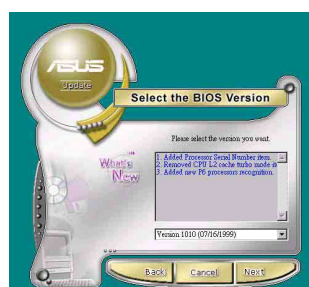 ASUS
Update
Select the BIOS Version
Please select the version you want.
What's
New
1. Added Processor Serial Number item.
2. Removed CPU L2 cache turbo mode
3. Added new P6 processors recognition.
Version 1010 (07/16/1999)
Back
Cancel
Next